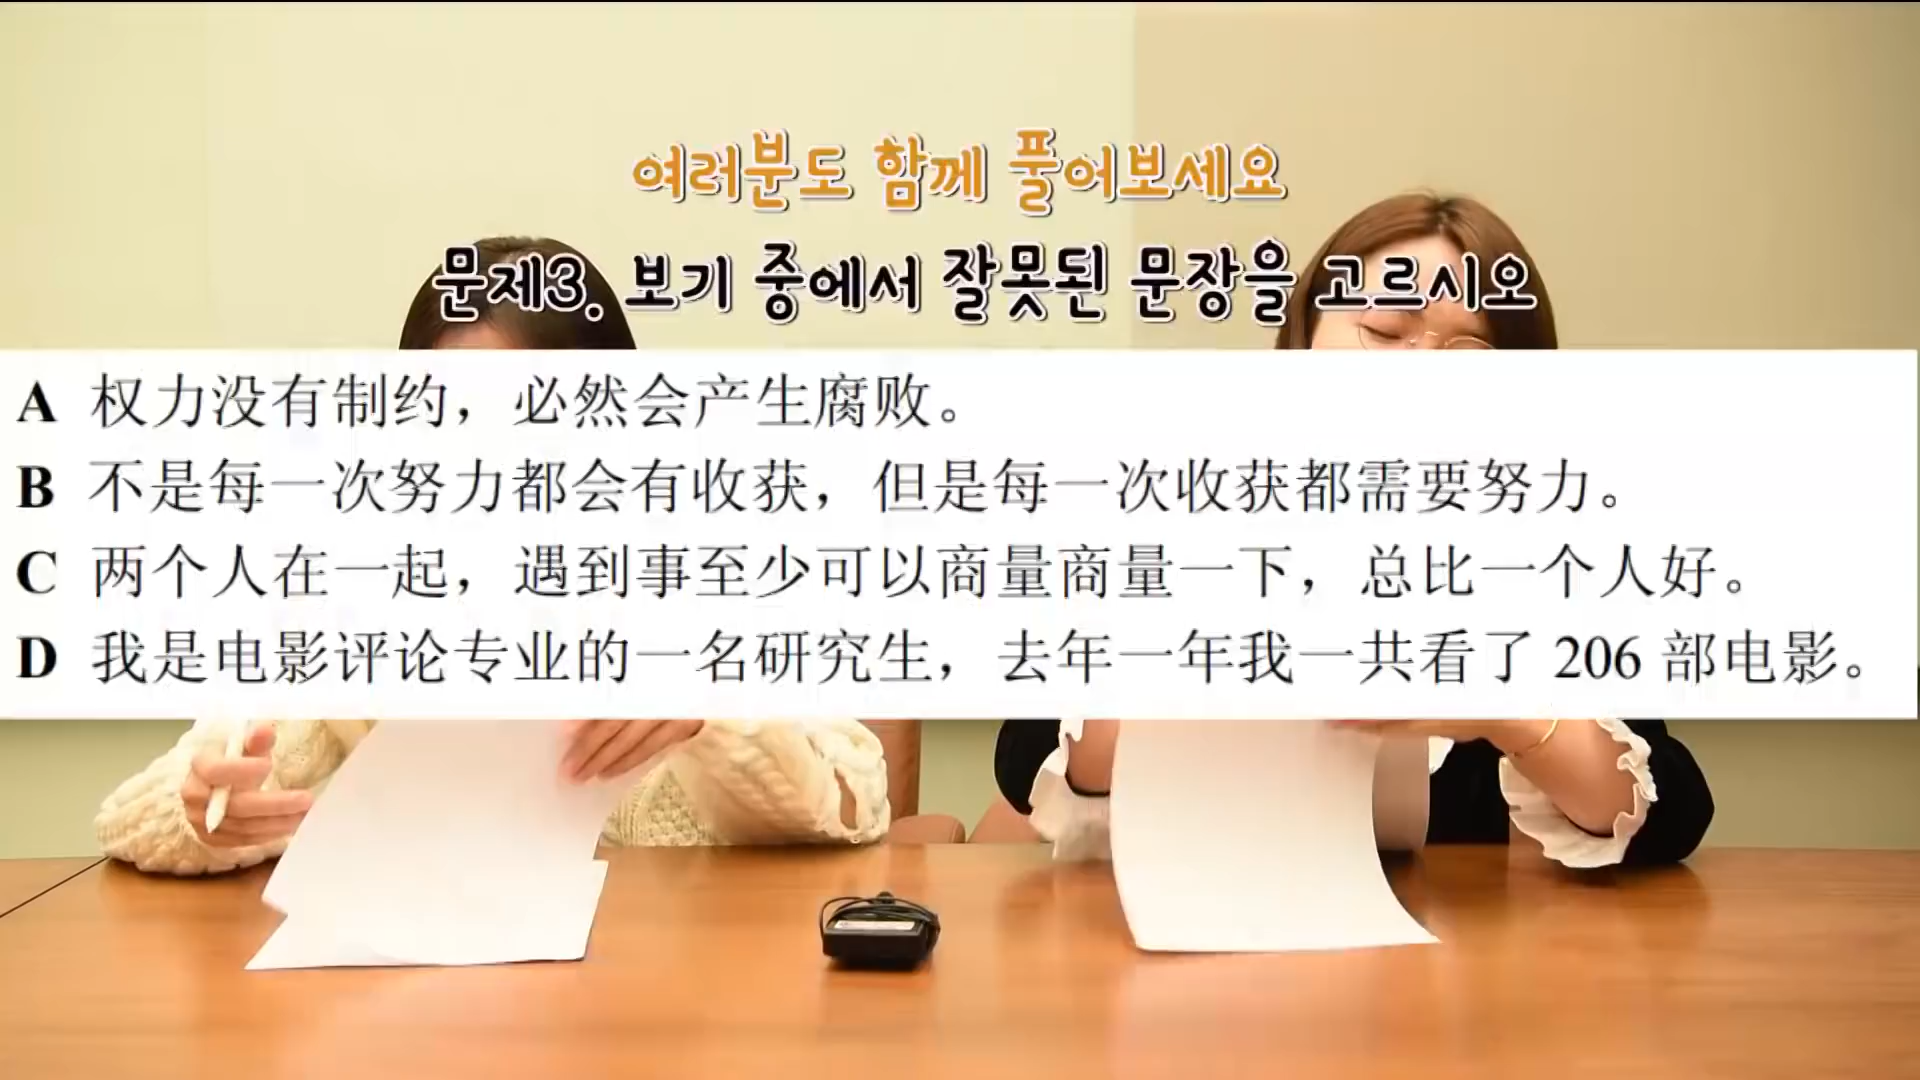 여러분도 함께 풀어보세요
문제3. 보기 중에서 잘못된 문장을 고르시오
A 权力没有制约，必然会产生腐败。
B 不是每一次努力都会有收获，但是每一次收获都需要努力。
C 两个人在一起，遇到事至少可以商量商量一下，总比一个人好。
D 我是电影评论专业的一名研究生，去年一年我一共看了 206 部电影。